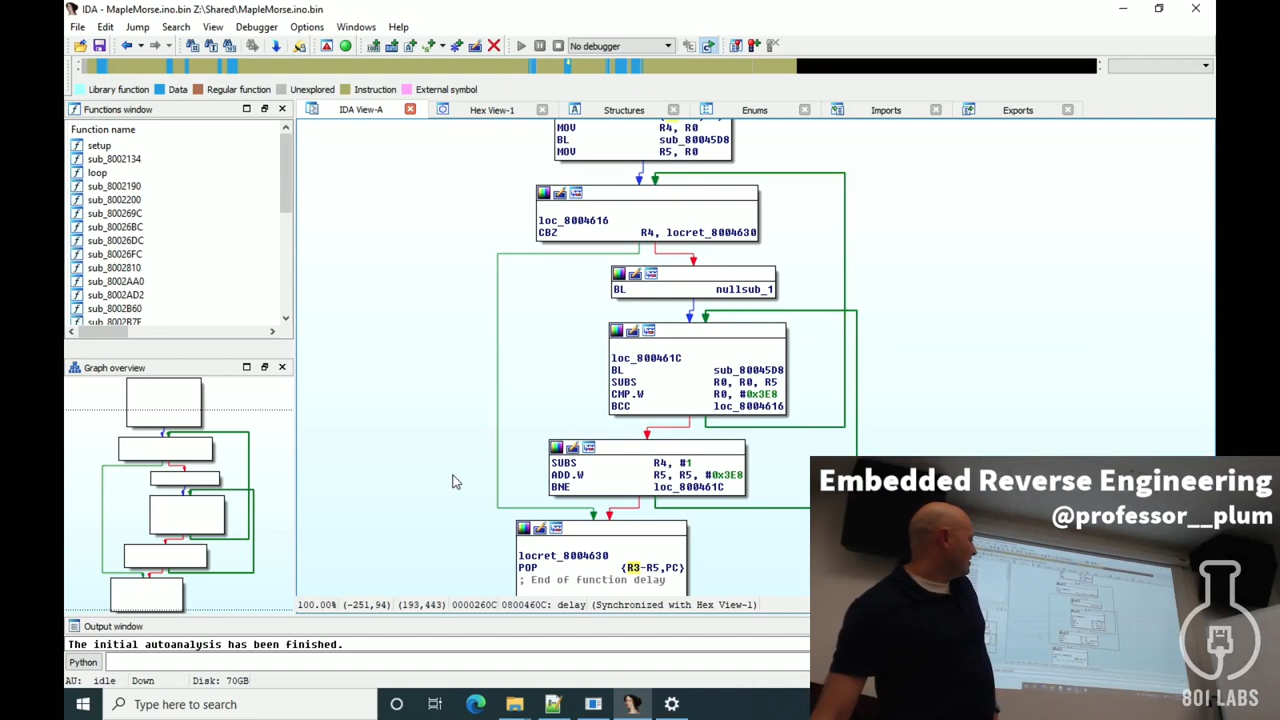 IDA - MapleMorse.ino.bin Z:\Shared\MapleMorse.ino.bin
File Edit Jump Search View Debugger Options Windows Help
No debugger
Library function Data Regular function Unexplored Instruction External symbol
Functions window
IDA View-A Hex View-1 Structures Enums Imports Exports
Function name
setup
sub_8002134
loop
sub_8002190
sub_8002200
sub_800269C
sub_80026BC
sub_80026DC
sub_80026FC
sub_8002810
sub_8002AA0
sub_8002AD2
sub_8002B60
sub_8002B7E
Graph overview
MOV R4, R0
BL sub_80045D8
MOV R5, R0
loc_8004616
CBZ R4, locret_8004630
BL nullsub_1
loc_800461C
BL sub_80045D8
SUBS R0, R0, R5
CMP.W R0, #0x3E8
BCC loc_8004616
SUBS R4, #1
ADD.W R5, R5, #0x3E8
BNE loc_800461C
locret_8004630
POP {R3-R5,PC}
; End of function delay
100.00% (-251,94) (193,443) 0000260C 0800460C: delay (Synchronized with Hex View-1)
Output window
The initial autoanalysis has been finished.
Python
AU: idle Down Disk: 70GB
Type here to search
Embedded Reverse Engineering
@professor__plum
801 LABS